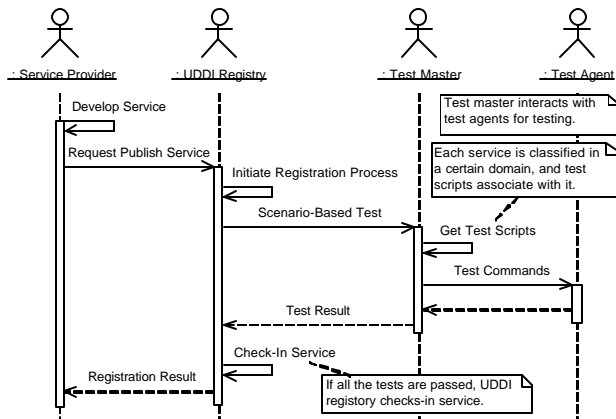 : Service Provider
: UDDI Registry
: Test Master
: Test Agent
Develop Service
Test master interacts with
test agents for testing.
Request Publish Service
Each service is classified in
a certain domain, and test
scripts associate with it.
Initiate Registration Process
Scenario-Based Test
Get Test Scripts
Test Commands
Test Result
Check-In Service
Registration Result
If all the tests are passed, UDDI
registory checks-in service.